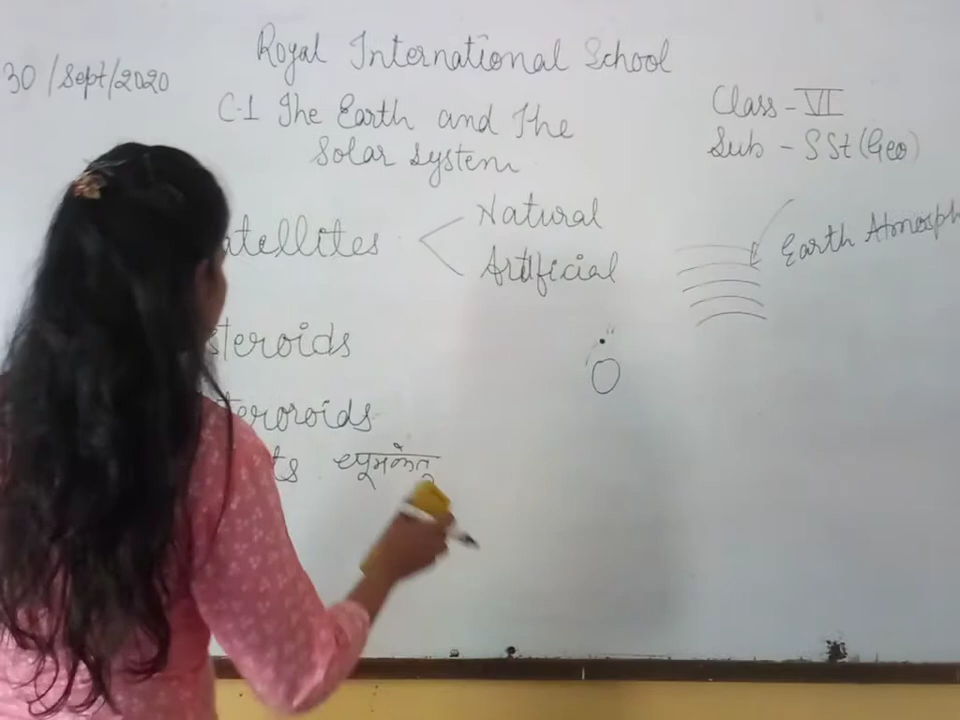 Royal International School
30/Sept/2020
C-1 The Earth and The
Solar System
Class - VI
Sub - SSt (Geo)
atellites
Natural
Artificial
Earth Atmosph
steroids
teroroids
ts धूमकेतु